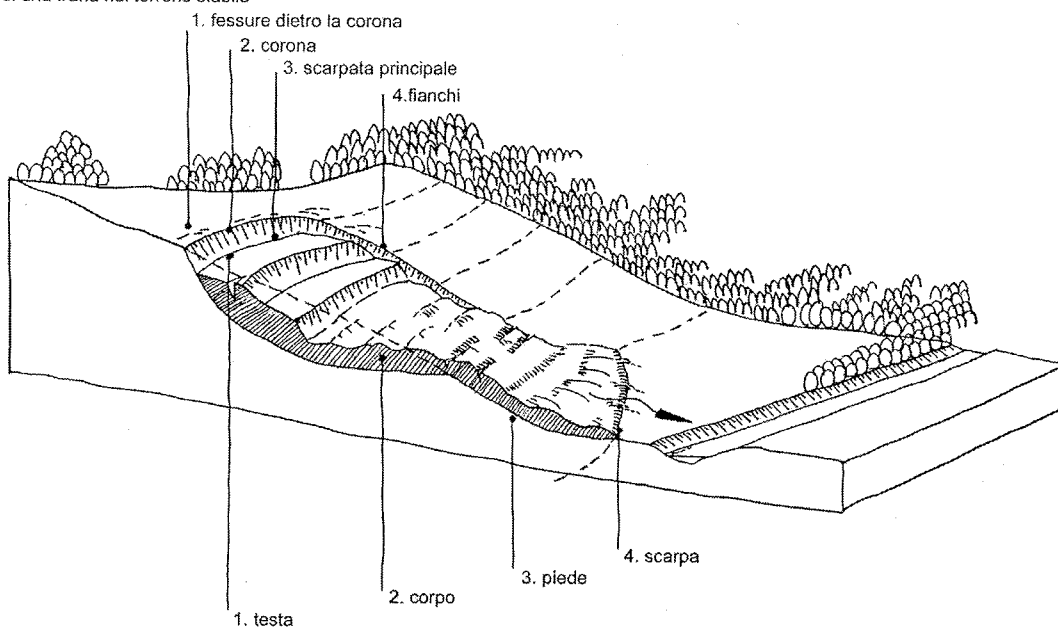 1. fessure dietro la corona
2. corona
3. scarpata principale
4.fianchi
4. scarpa
3. piede
2. corpo
1. testa